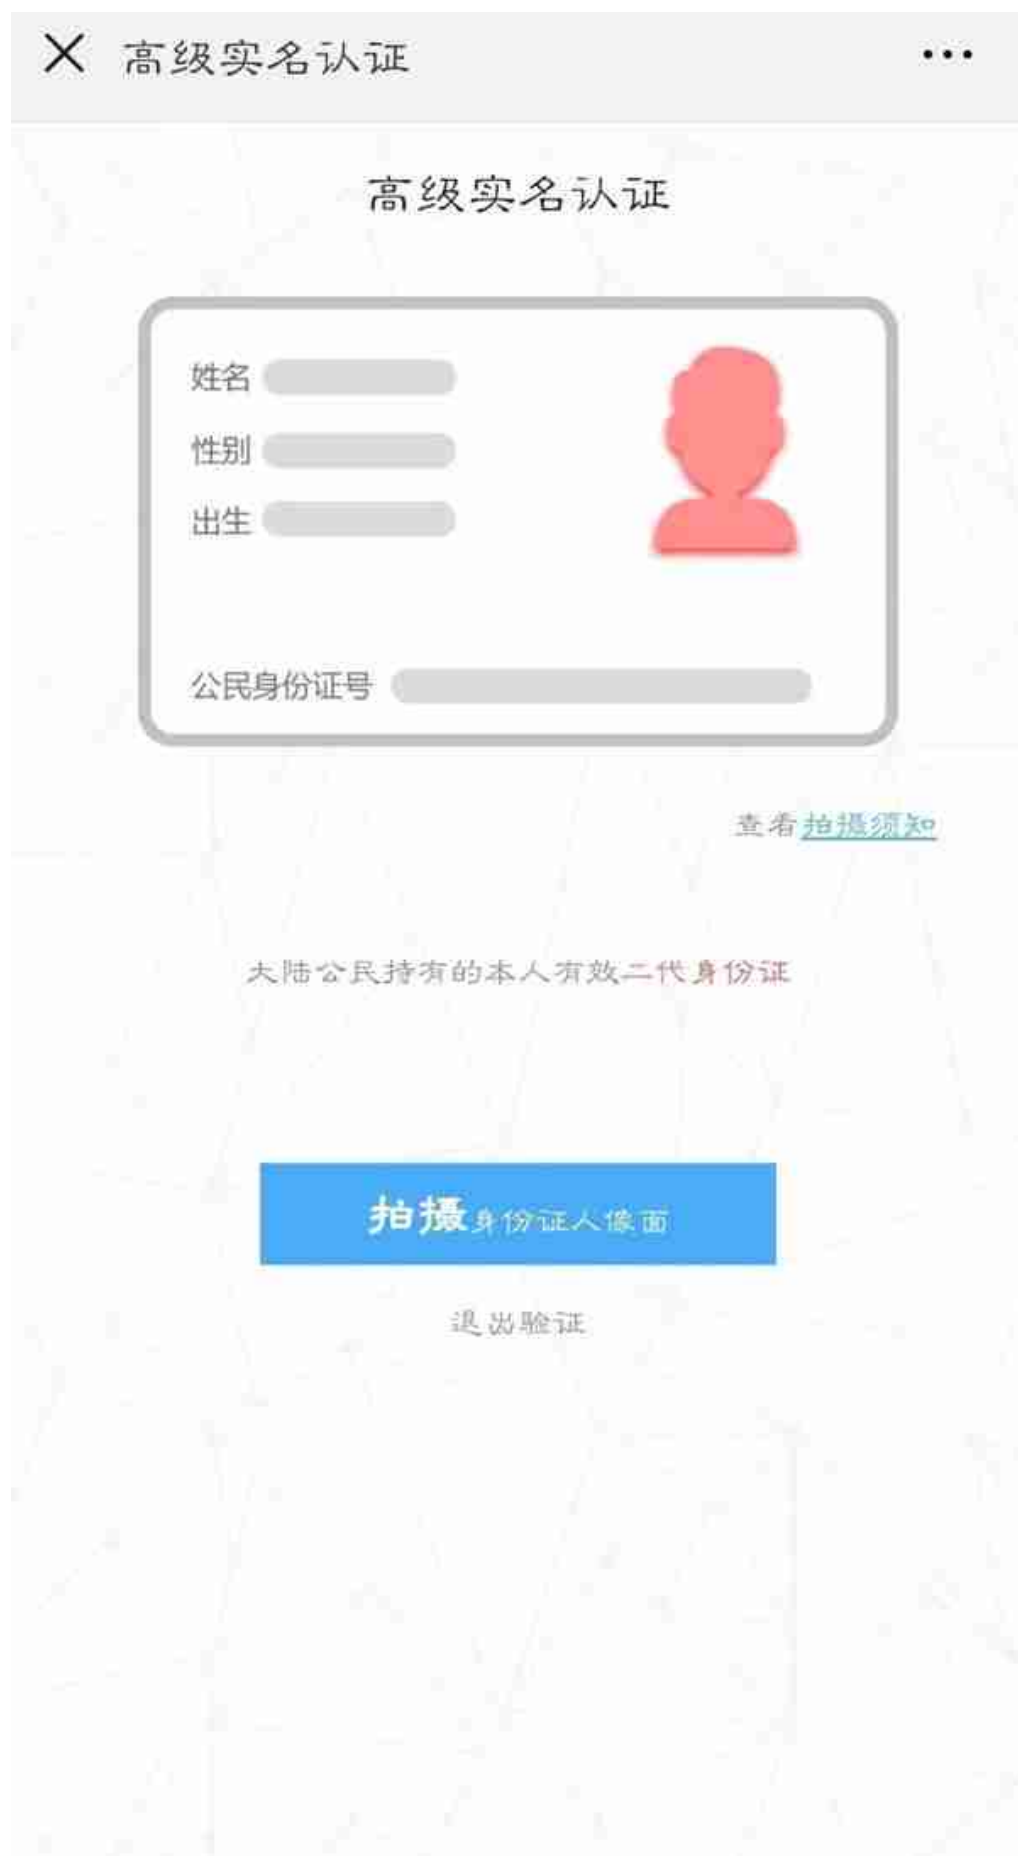 高级实名认证
高级实名认证
姓名
性别
出生
公民身份证号
查看拍摄须知
大陆公民持有的本人有效二代身份证
拍摄身份证人像面
退出验证